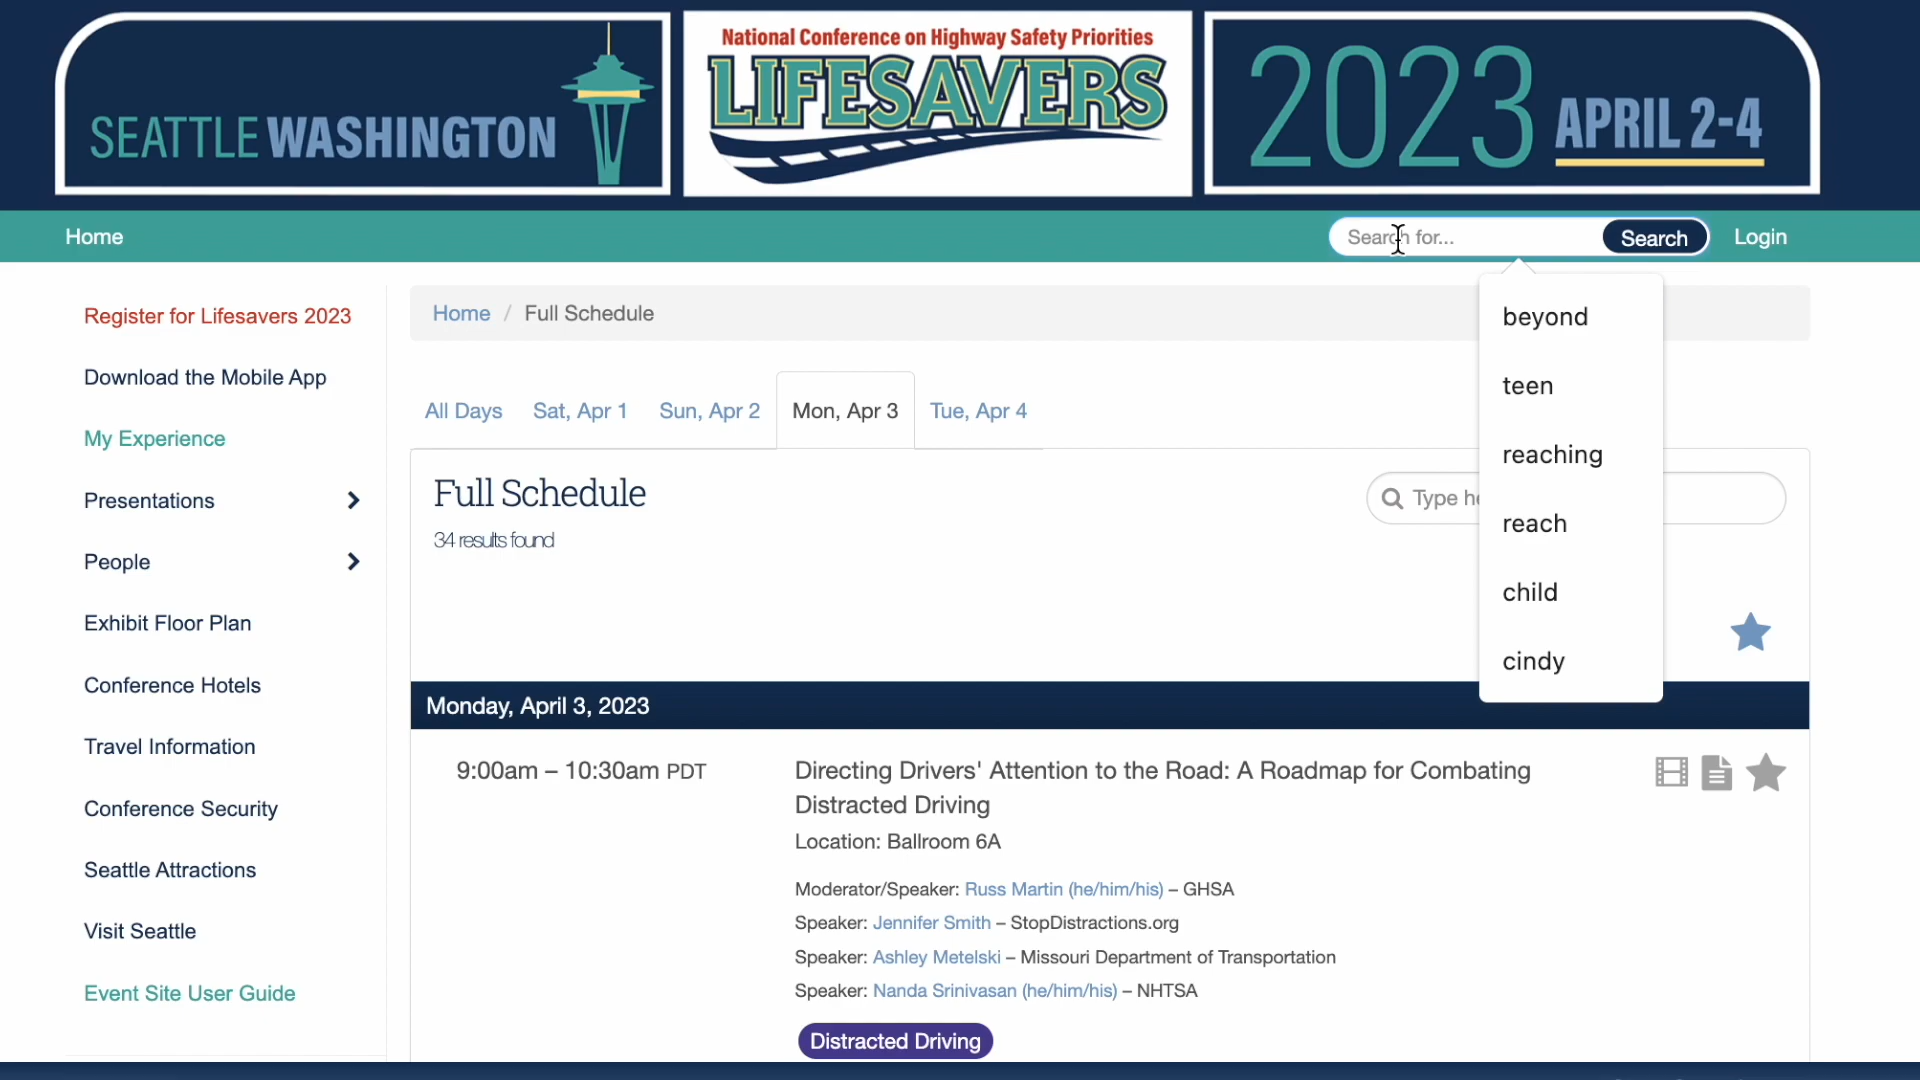 SEATTLE WASHINGTON
National Conference on Highway Safety Priorities
LIFESAVERS
2023 APRIL 2-4
Home
Search for...
Search
Login
Register for Lifesavers 2023
Download the Mobile App
My Experience
Presentations
People
Exhibit Floor Plan
Conference Hotels
Travel Information
Conference Security
Seattle Attractions
Visit Seattle
Event Site User Guide
Home / Full Schedule
All Days
Sat, Apr 1
Sun, Apr 2
Mon, Apr 3
Tue, Apr 4
Full Schedule
34 results found
Type he
beyond
teen
reaching
reach
child
cindy
Monday, April 3, 2023
9:00am – 10:30am PDT
Directing Drivers' Attention to the Road: A Roadmap for Combating
Distracted Driving
Location: Ballroom 6A
Moderator/Speaker: Russ Martin (he/him/his) – GHSA
Speaker: Jennifer Smith – StopDistractions.org
Speaker: Ashley Metelski – Missouri Department of Transportation
Speaker: Nanda Srinivasan (he/him/his) – NHTSA
Distracted Driving